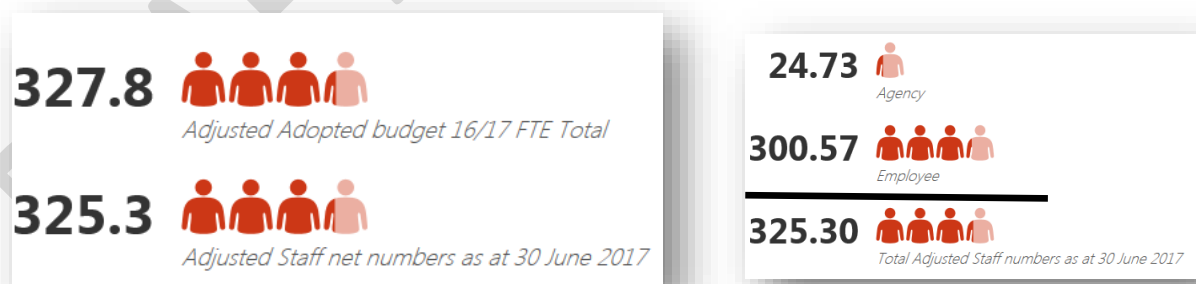 327.8
Adjusted Adopted budget 16/17 FTE Total
325.3
Adjusted Staff net numbers as at 30 June 2017
24.73
Agency
300.57
Employee
325.30
Total Adjusted Staff numbers as at 30 June 2017